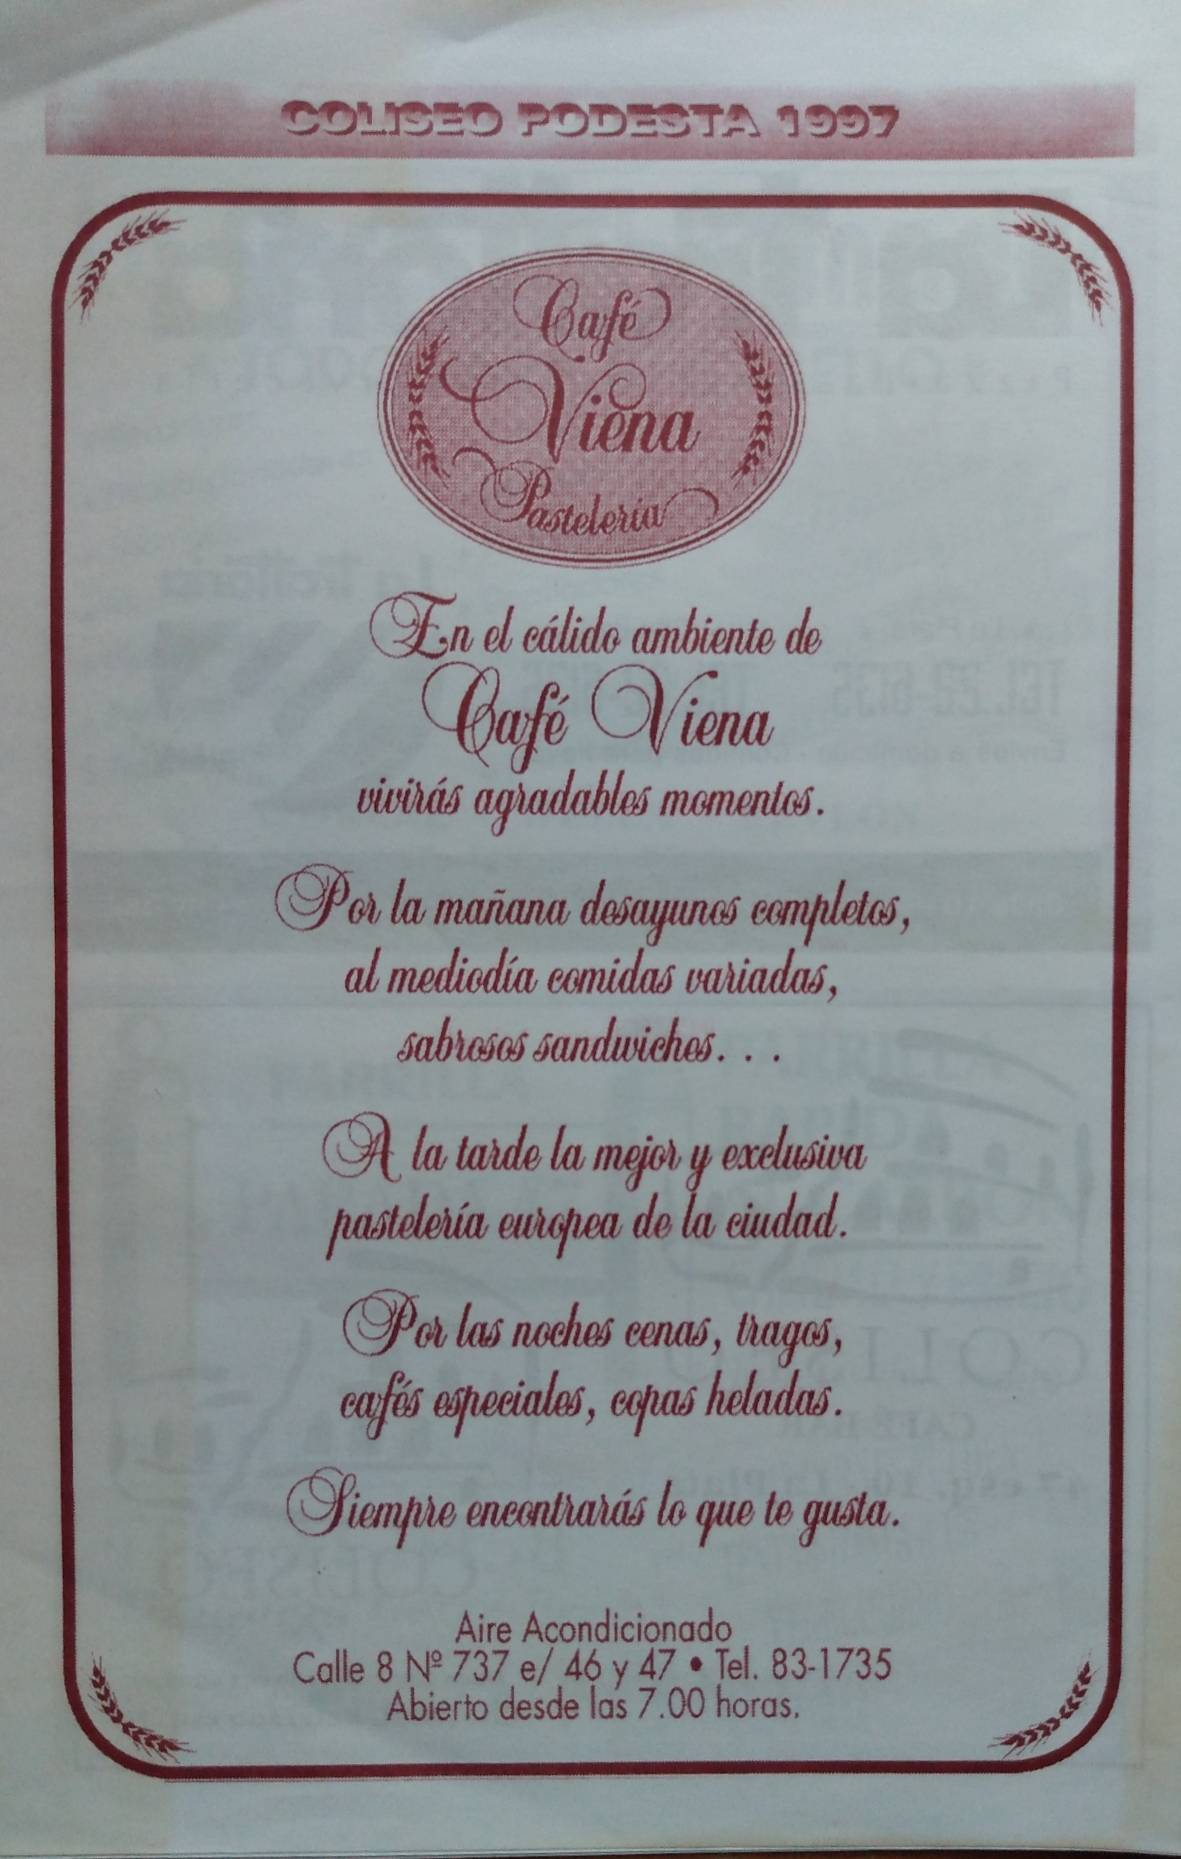 COLISEO PODESTA 1997
Café
Viena
Pasteleria
En el cálido ambiente de
Café Viena
vivirás agradables momentos.
Por la mañana desayunos completos,
al mediodía comidas variadas,
sabrosos sandwiches. . .
A la tarde la mejor y exclusiva
pastelería europea de la ciudad.
Por las noches cenas, tragos,
cafés especiales, copas heladas.
Siempre encontrarás lo que te gusta.
Aire Acondicionado
Calle 8 Nº 737 e/ 46 y 47 • Tel. 83-1735
Abierto desde las 7.00 horas.